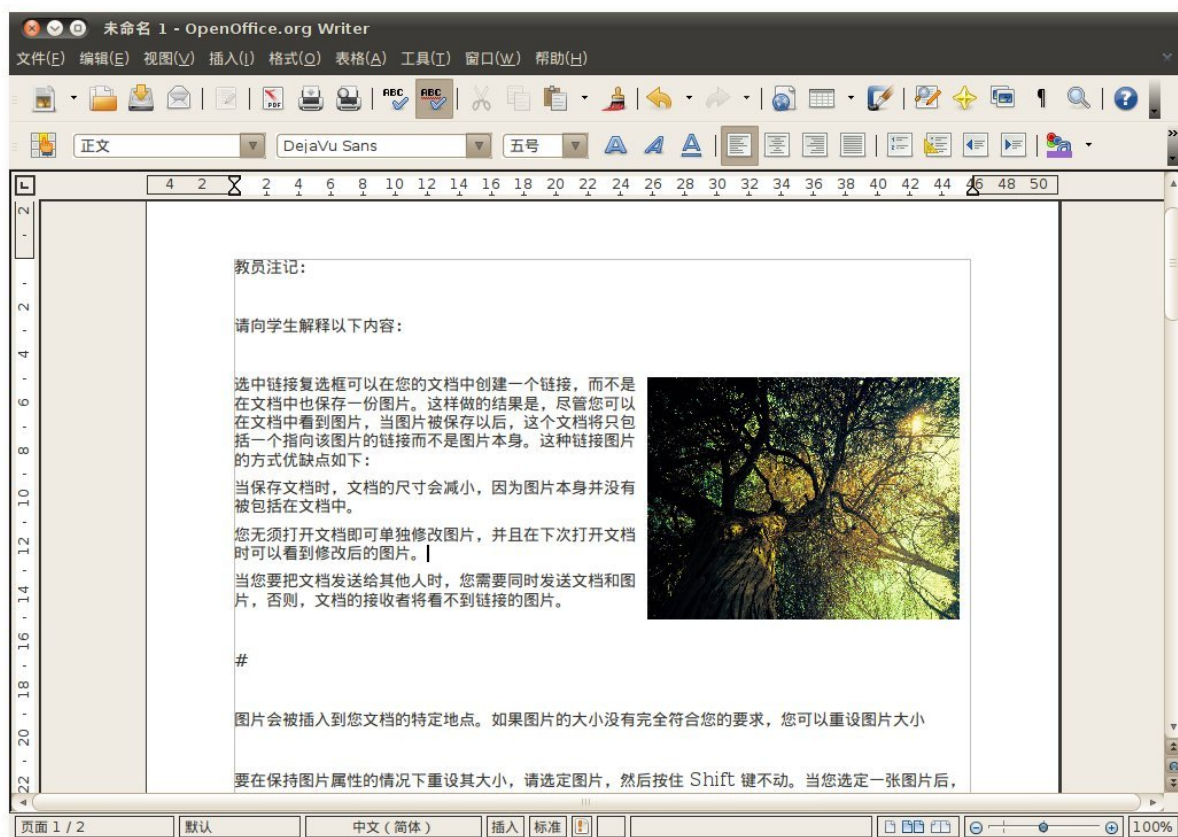 未命名 1 - OpenOffice.org Writer
文件(F) 编辑(E) 视图(V) 插入(I) 格式(O) 表格(A) 工具(T) 窗口(W) 帮助(H)
PDF ABC ABC
正文 DejaVu Sans 五号 A A A
4 2 2 4 6 8 10 12 14 16 18 20 22 24 26 28 30 32 34 36 38 40 42 44 46 48 50
教员注记：
请向学生解释以下内容：
选中链接复选框可以在您的文档中创建一个链接，而不是
在文档中也保存一份图片。这样做的结果是，尽管您可以
在文档中看到图片，当图片被保存以后，这个文档将只包
括一个指向该图片的链接而不是图片本身。这种链接图片
的方式优缺点如下：
当保存文档时，文档的尺寸会减小，因为图片本身并没有
被包括在文档中。
您无须打开文档即可单独修改图片，并且在下次打开文档
时可以看到修改后的图片。
当您要把文档发送给其他人时，您需要同时发送文档和图
片，否则，文档的接收者将看不到链接的图片。
#
图片会被插入到您文档的特定地点。如果图片的大小没有完全符合您的要求，您可以重设图片大小
要在保持图片属性的情况下重设其大小，请选定图片，然后按住 Shift 键不动。当您选定一张图片后，
2
2
4
6
8
10
12
14
16
18
20
22
页面 1 / 2 默认 中文（简体） 插入 标准 100%